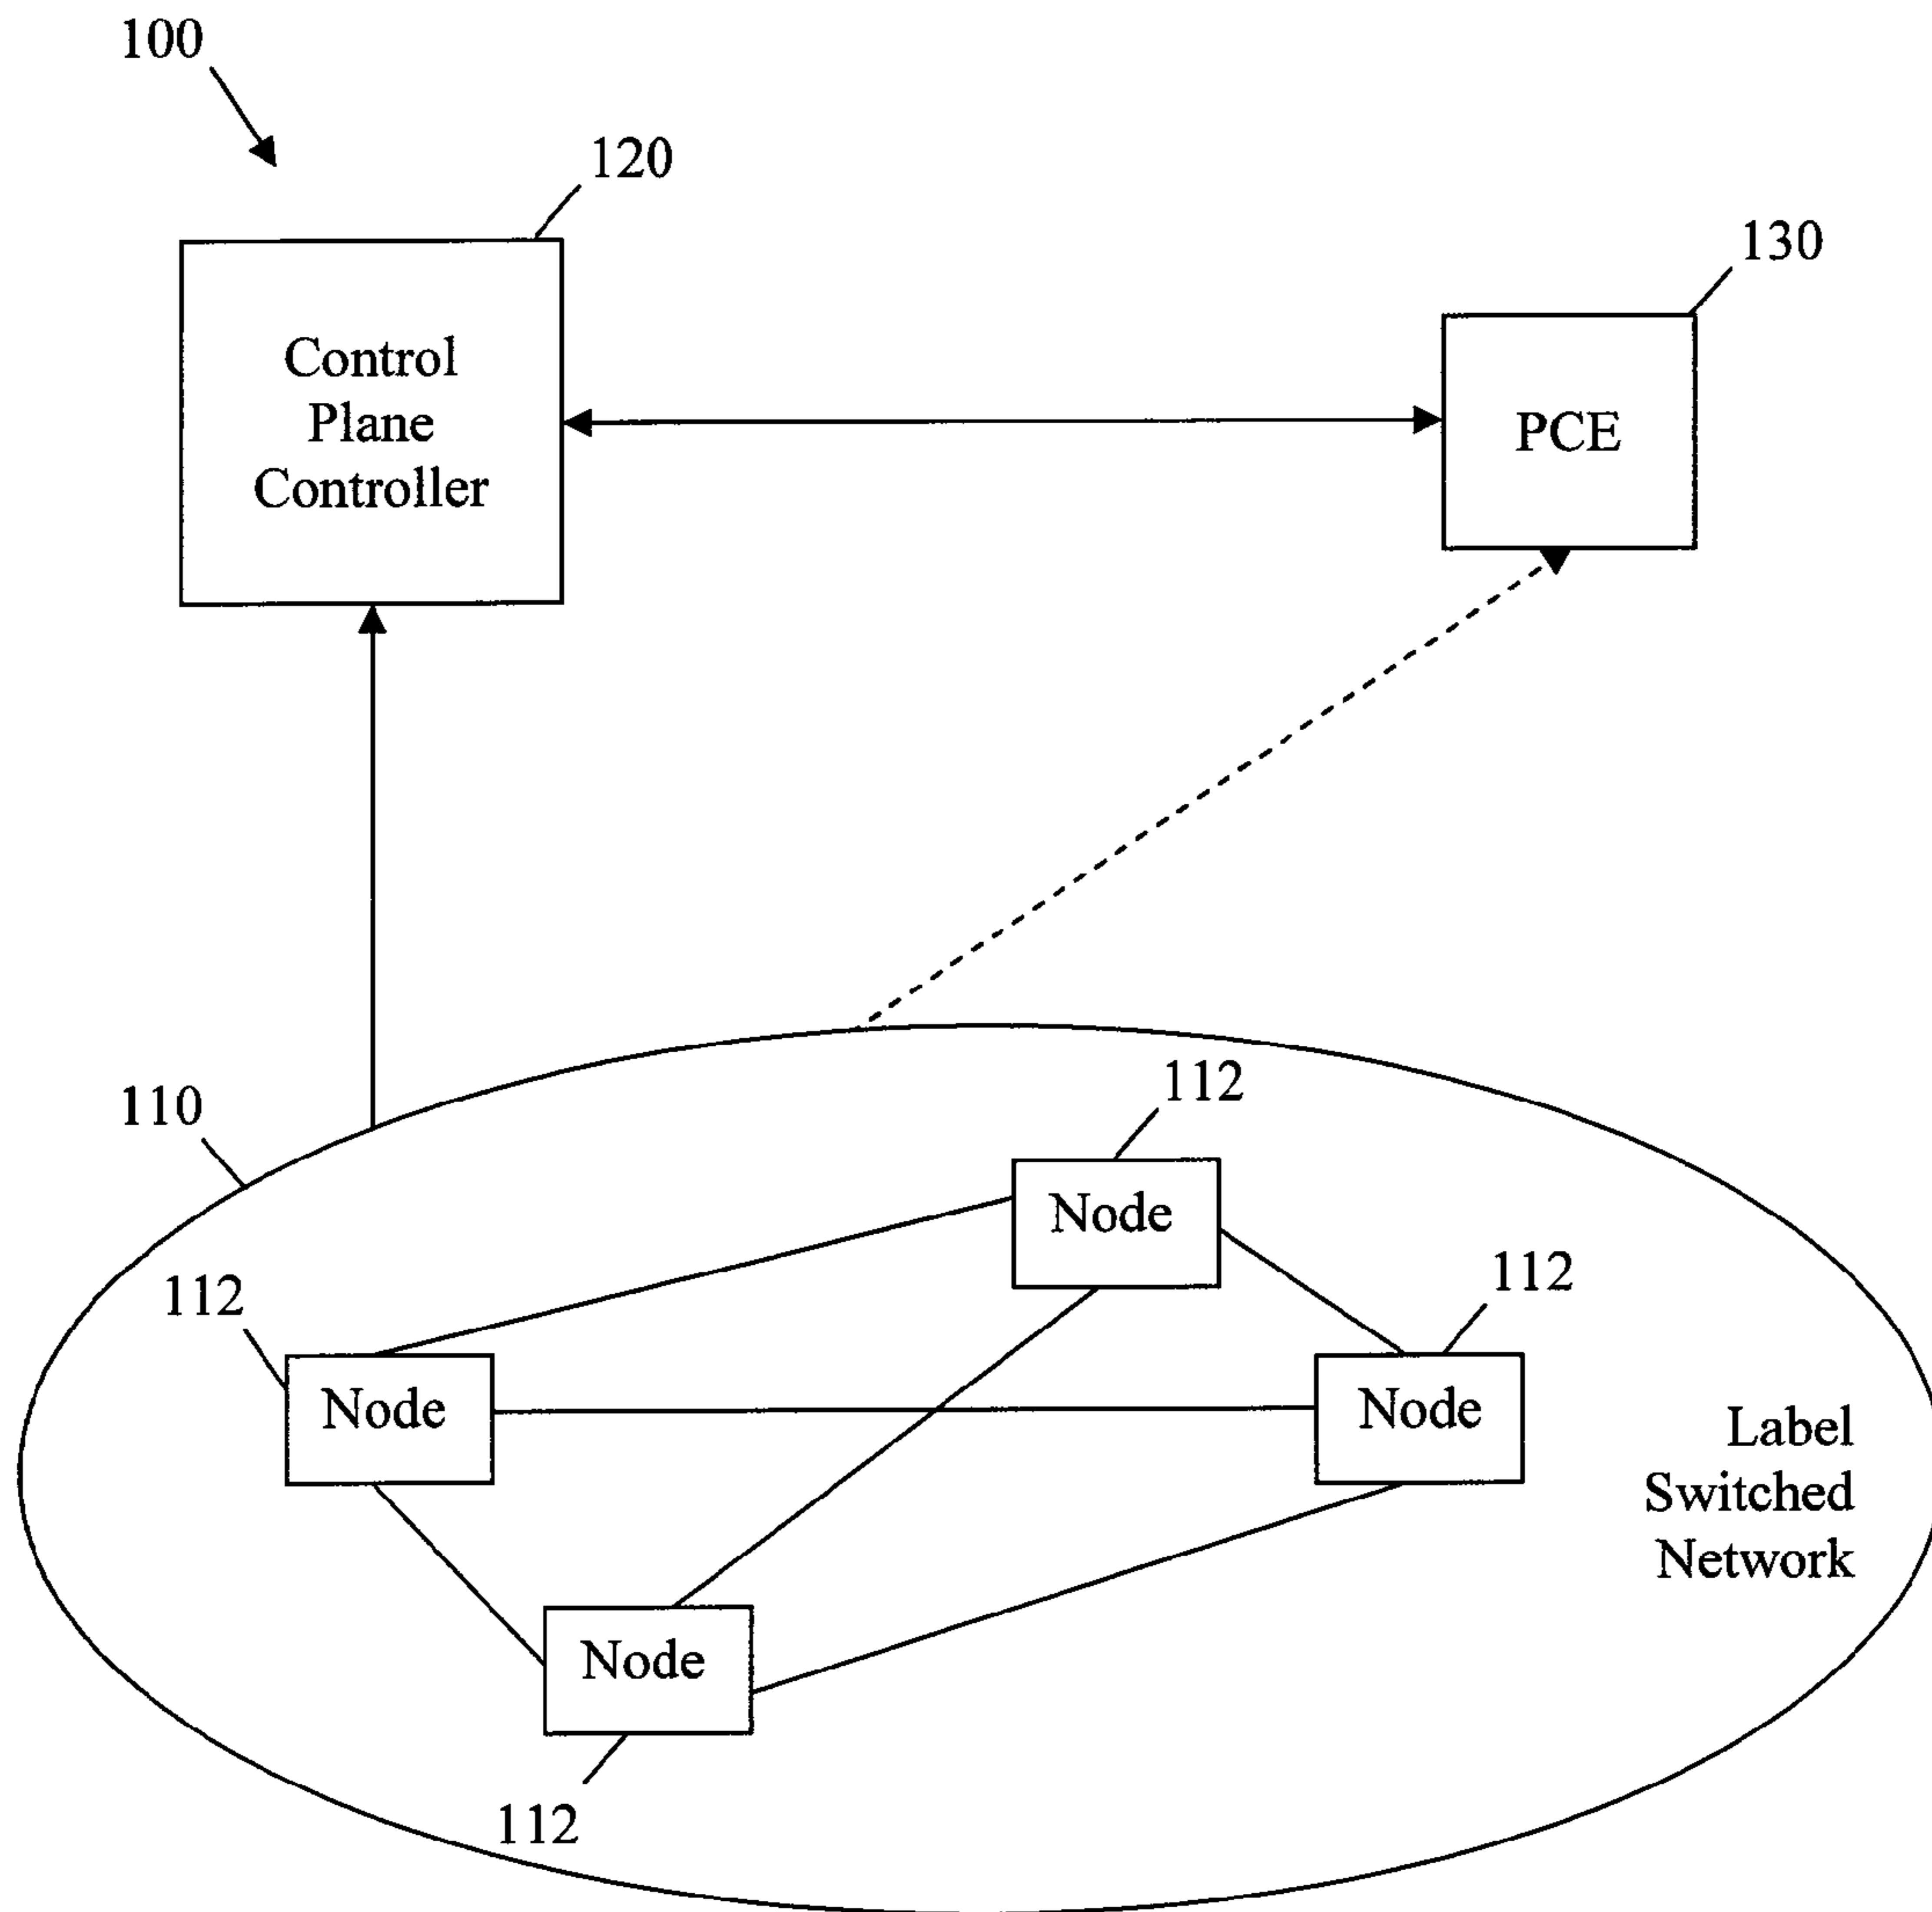 100
120
130
Control
Plane
Controller
PCE
110
112
Node
112
112
Node
Node
Label
Switched
Network
Node
112